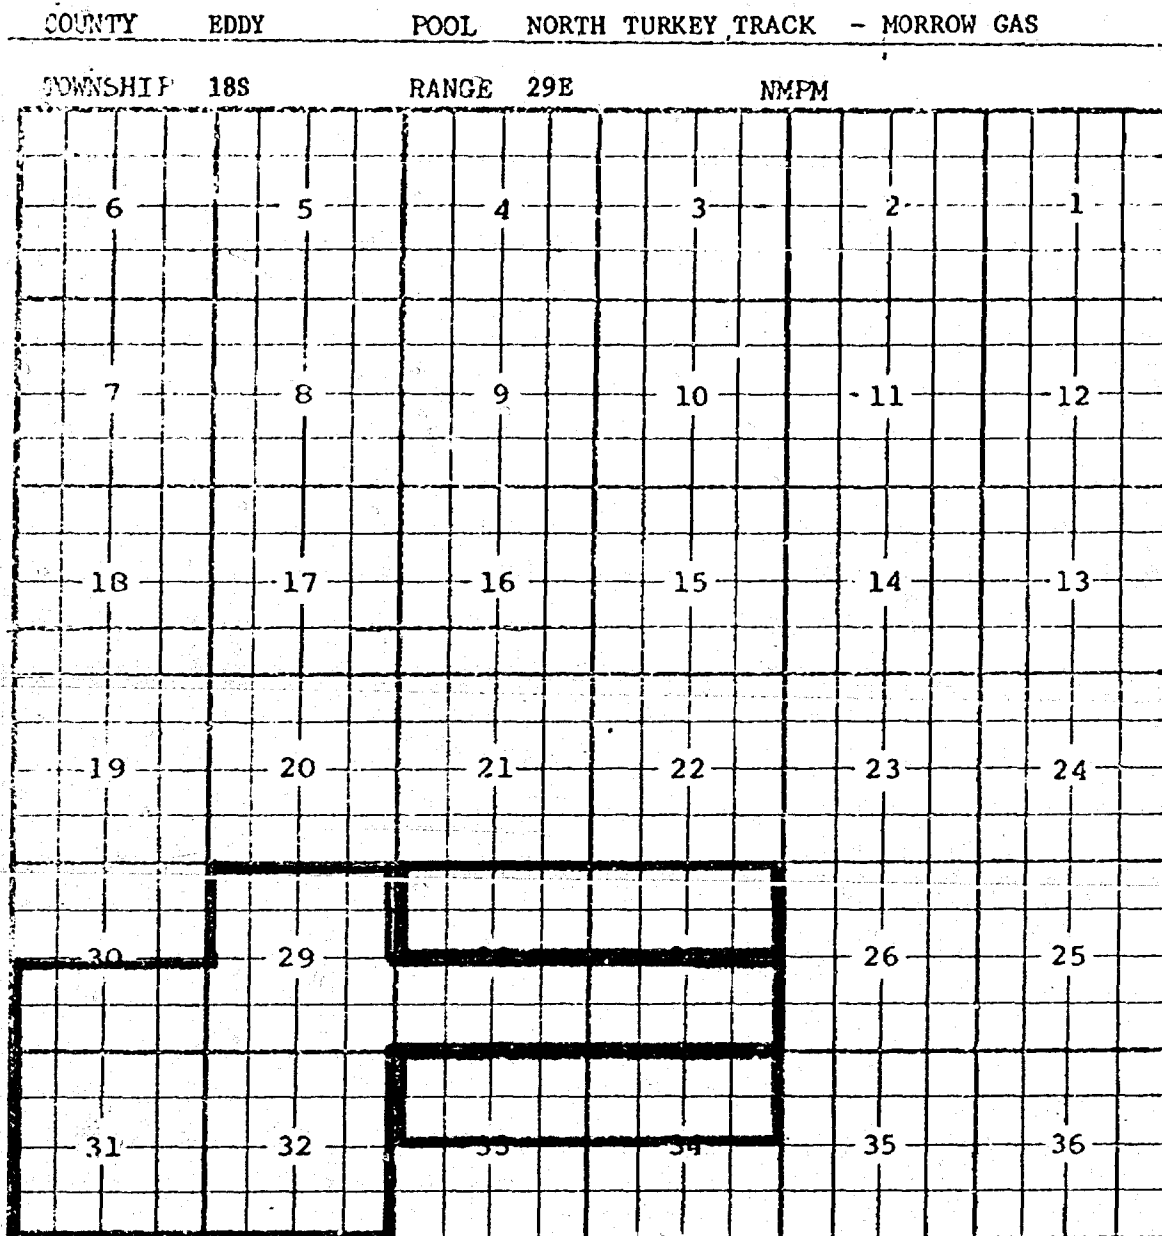 COUNTY EDDY POOL NORTH TURKEY TRACK - MORROW GAS
TOWNSHIP 18S RANGE 29E NMPM
6 5 4 3 2 1
7 8 9 10 11 12
18 17 16 15 14 13
19 20 21 22 23 24
30 29 26 25
31 32 33 34 35 36